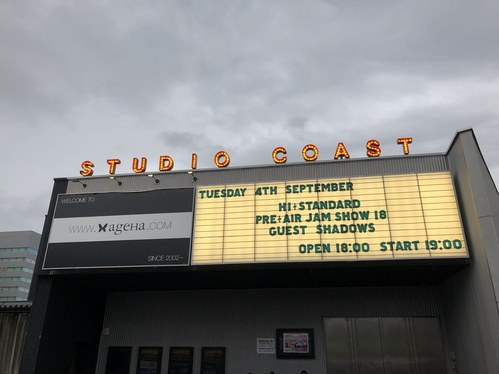 STUDIO COAST
WELCOME TO
WWW.ageHa.COM
SINCE 2002~
TUESDAY 4TH SEPTEMBER
HI-STANDARD
PRE:AIR JAM SHOW 18
GUEST SHADOWS
OPEN 18:00 START 19:00